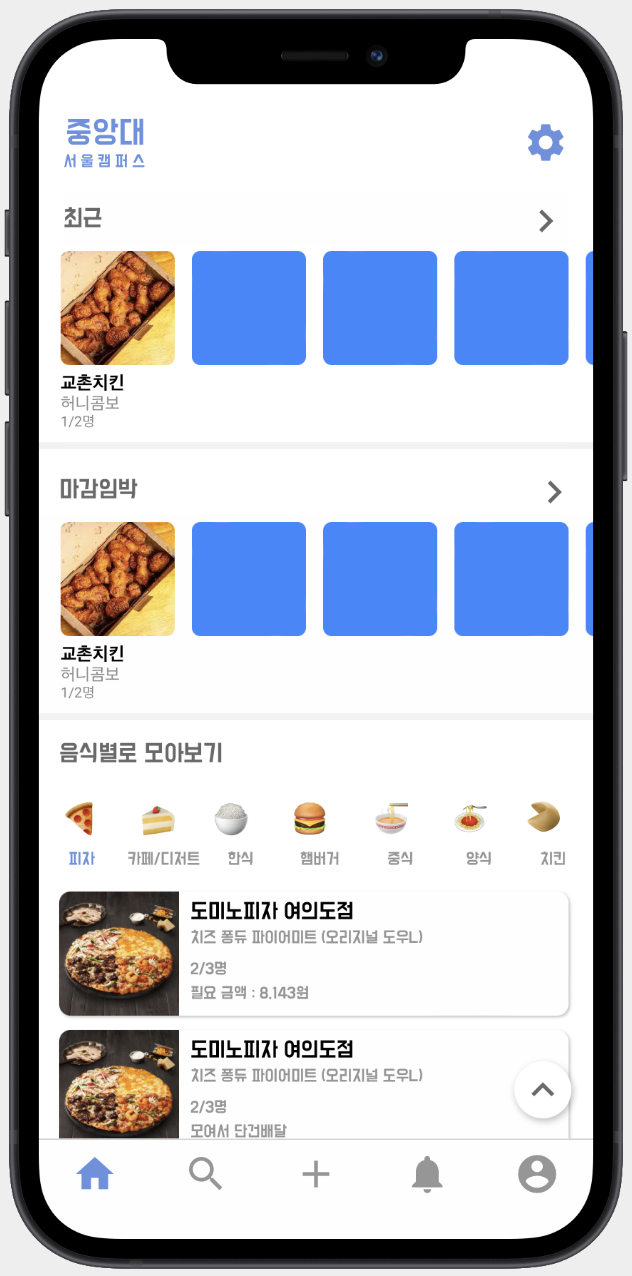 중앙대
서울캠퍼스
최근
교촌치킨
허니콤보
1/2명
마감임박
교촌치킨
허니콤보
1/2명
음식별로 모아보기
피자
카페/디저트
한식
햄버거
중식
양식
치킨
도미노피자 여의도점
치즈 퐁듀 파이어미트 (오리지널 도우L)
2/3명
필요 금액 : 8,143원
도미노피자 여의도점
치즈 퐁듀 파이어미트 (오리지널 도우L)
2/3명
모여서 단건배달